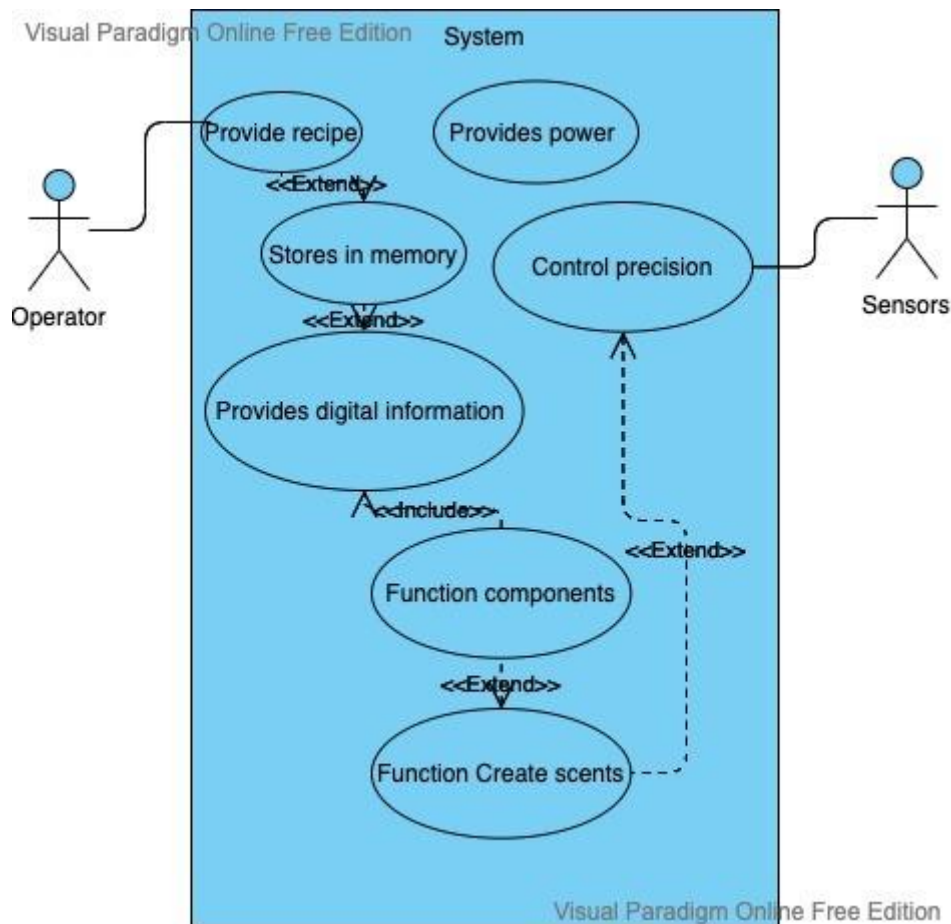 Visual Paradigm Online Free Edition
System
Provide recipe
Provides power
<<Extend>>
Stores in memory
Control precision
Operator
Sensors
<<Extend>>
Provides digital information
<<Include>>
<<Extend>>
Function components
<<Extend>>
Function Create scents
Visual Paradigm Online Free Edition